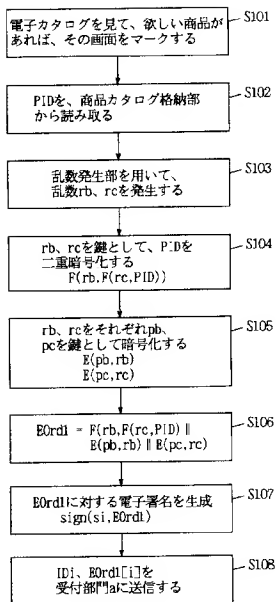 電子カタログを見て、欲しい商品が
あれば、その画面をマークする
S101
PIDを、商品カタログ格納部
から読み取る
S102
乱数発生部を用いて、
乱数rb、rcを発生する
S103
rb、rcを鍵として、PIDを
二重暗号化する
F(rb,F(rc,PID))
S104
rb、rcをそれぞれpb、
pcを鍵として暗号化する
E(pb,rb)
E(pc,rc)
S105
EOrd1 = F(rb,F(rc,PID)||
E(pb,rb)||E(pc,rc)
S106
EOrd1に対する電子署名を生成
sign(si,EOrd1)
S107
IDi、EOrd1[i]を
受付部門aに送信する
S108